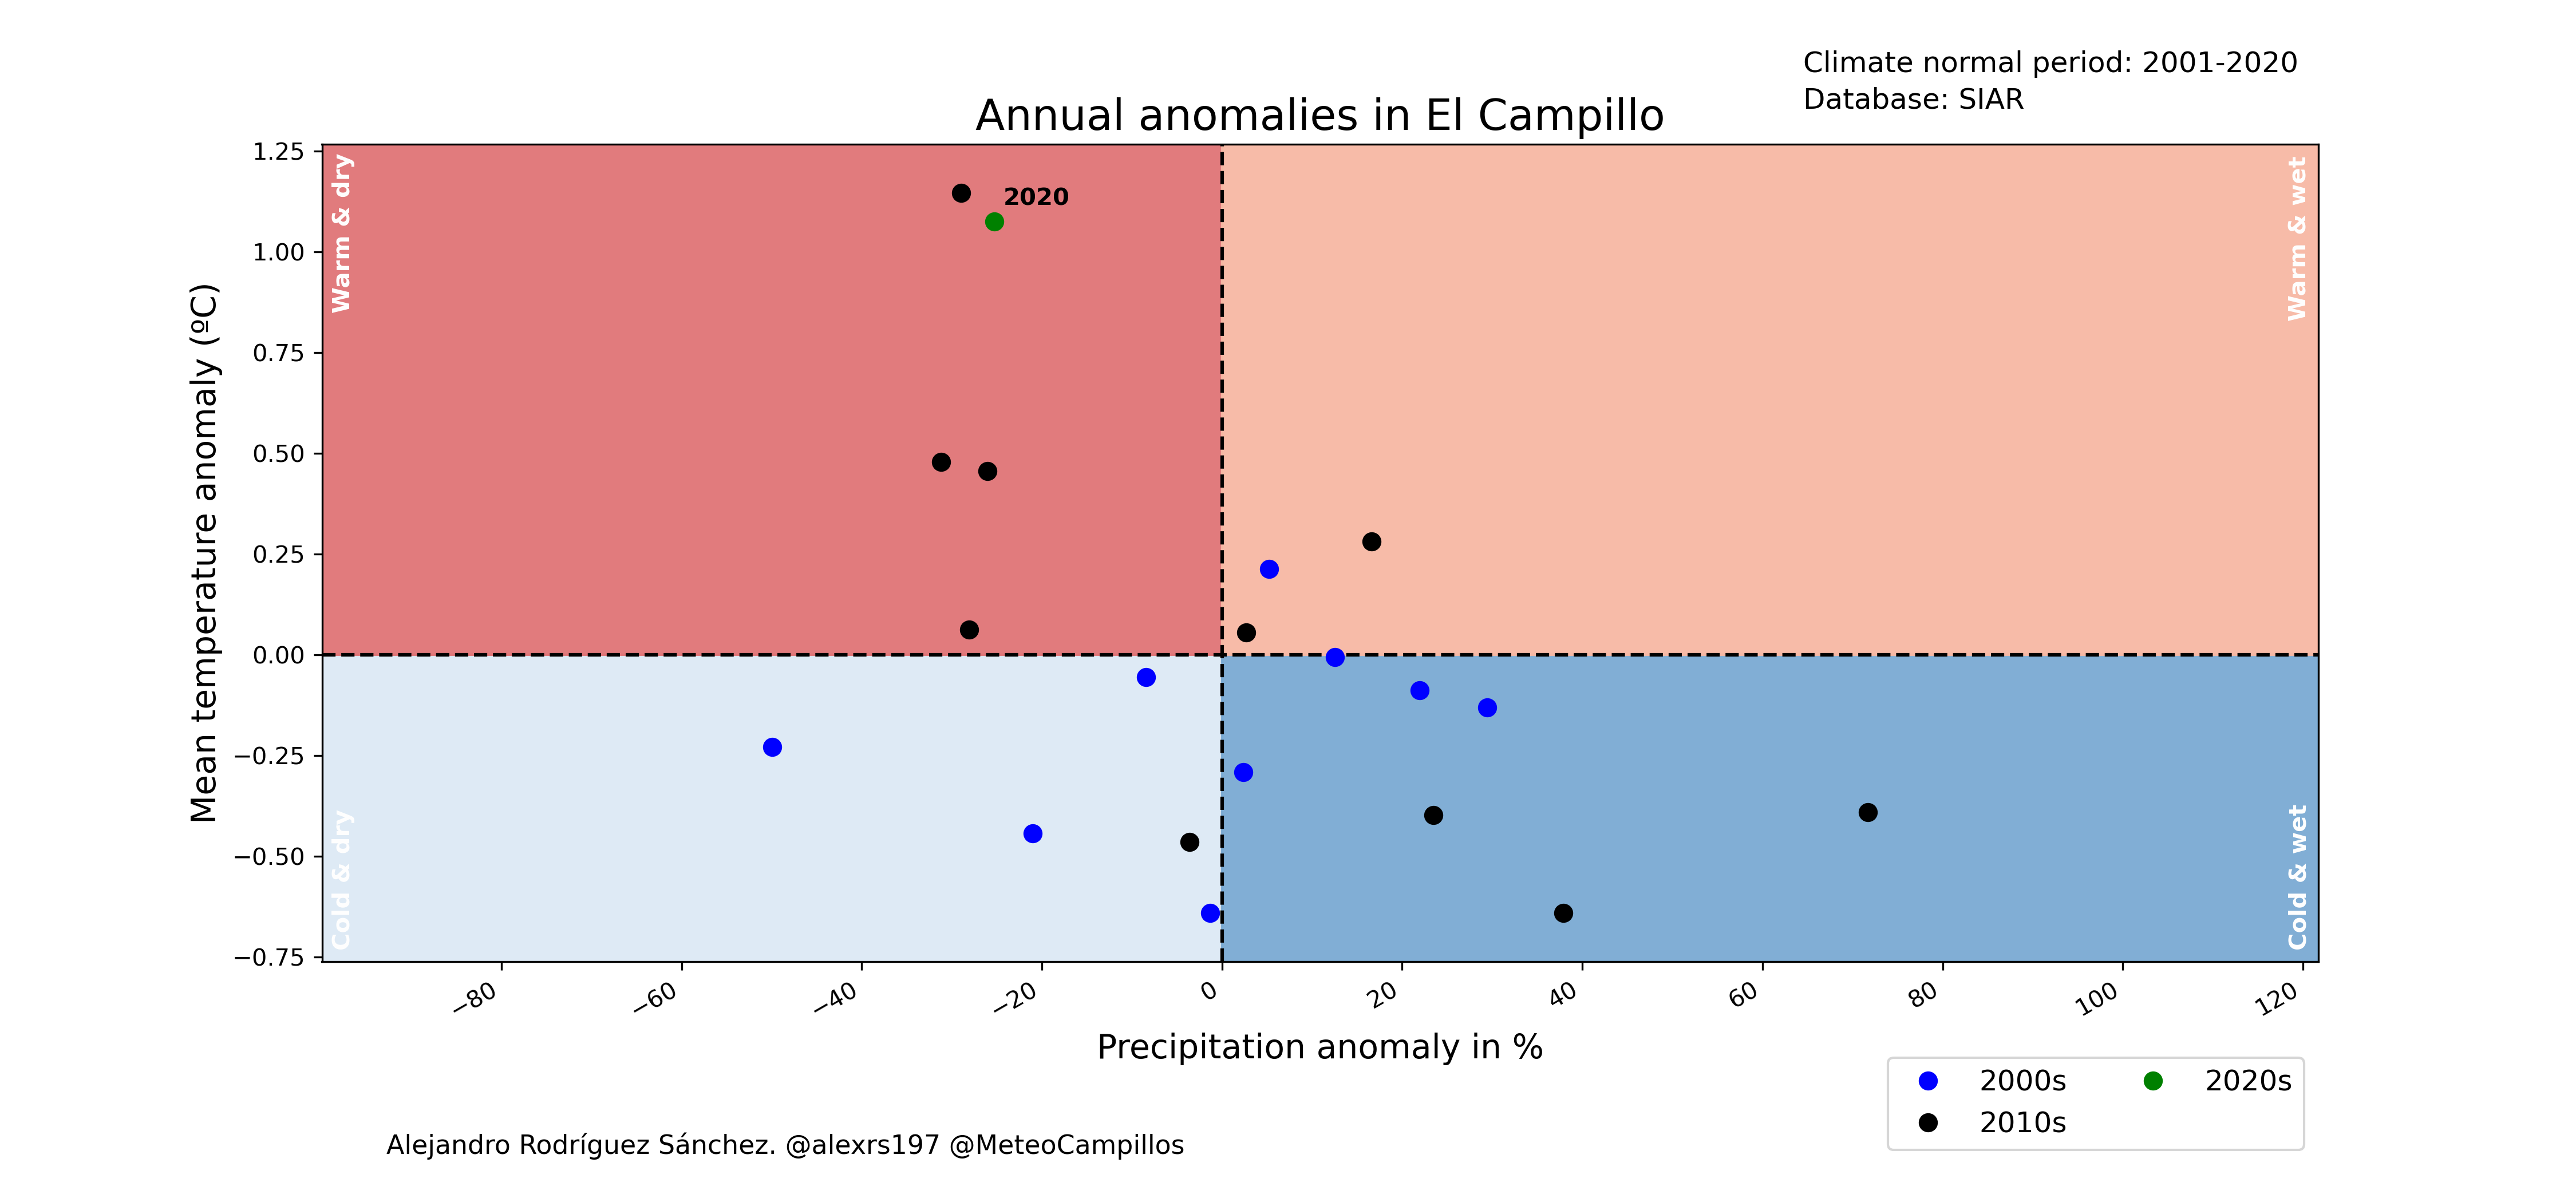 Climate normal period: 2001-2020
Database: SIAR
Annual anomalies in El Campillo
Mean temperature anomaly (ºC)
1.25
1.00
0.75
0.50
0.25
0.00
−0.25
−0.50
−0.75
Warm & dry
Warm & wet
2020
Cold & dry
Cold & wet
−80
−60
−40
−20
0
20
40
60
80
100
120
Precipitation anomaly in %
2000s
2010s
2020s
Alejandro Rodríguez Sánchez. @alexrs197 @MeteoCampillos